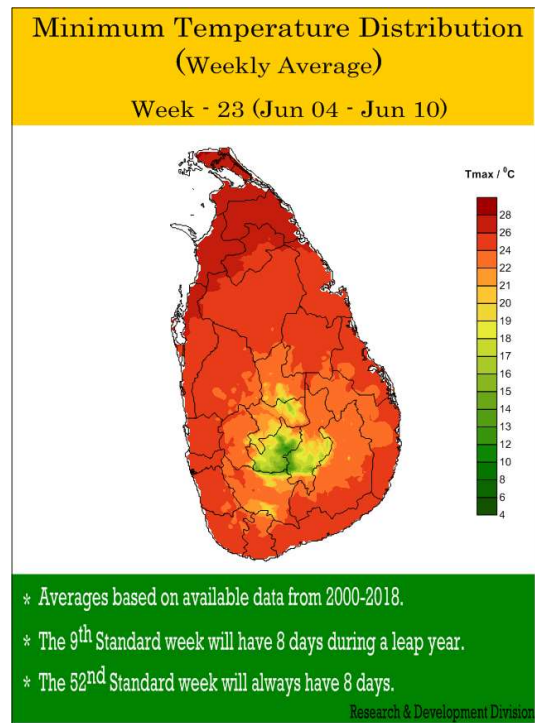 Minimum Temperature Distribution
(Weekly Average)
Week - 23 (Jun 04 - Jun 10)
Tmax / ⁰C
28
26
24
22
21
20
19
18
17
16
15
14
13
12
10
8
6
4
* Averages based on available data from 2000-2018.
* The 9th Standard week will have 8 days during a leap year.
* The 52nd Standard week will always have 8 days.
Research & Development Division